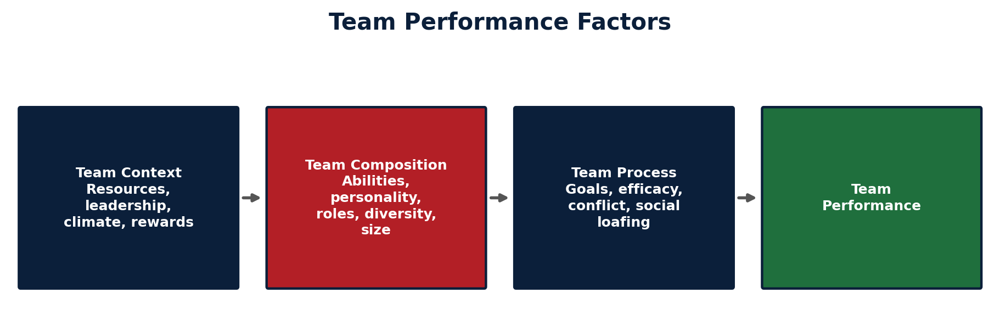 Team Performance Factors
Team Context
Resources,
leadership,
climate, rewards
Team Composition
Abilities,
personality,
roles, diversity,
size
Team Process
Goals, efficacy,
conflict, social
loafing
Team
Performance